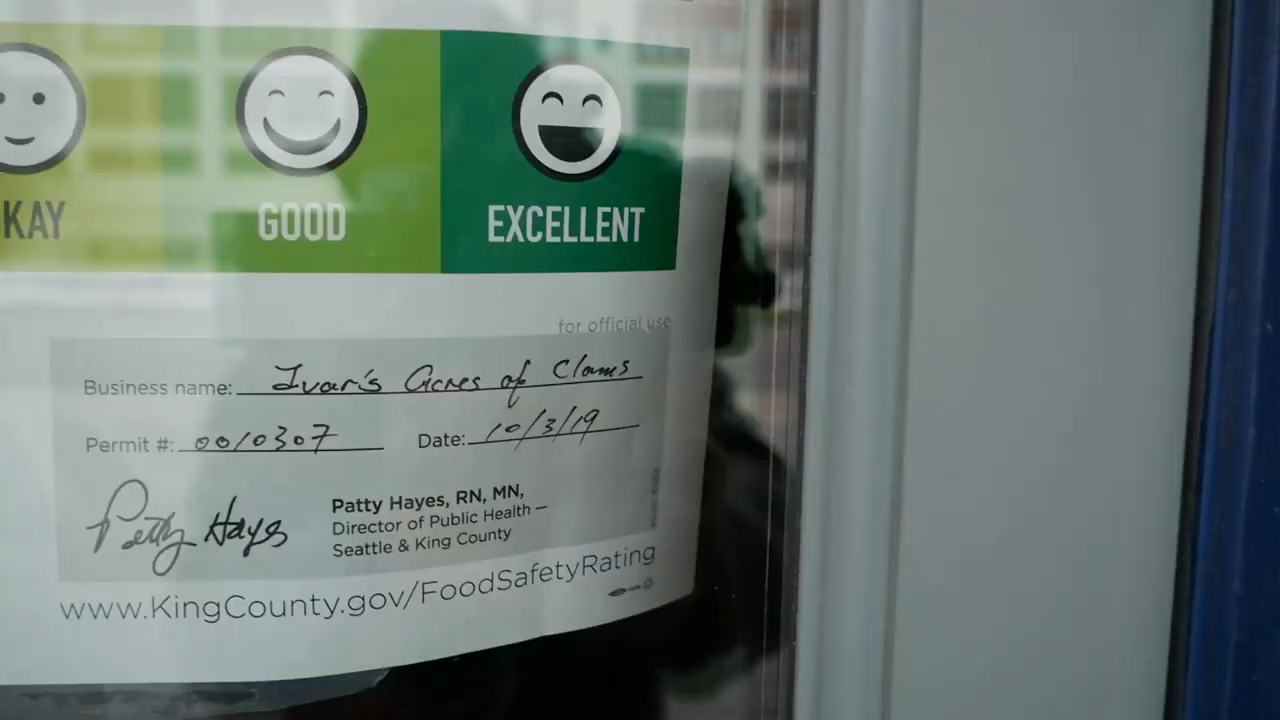 KAY GOOD EXCELLENT
for official use
Business name: Ivar's Acres of Clams
Permit #: 0010307 Date: 10/3/19
Patty Hayes
Patty Hayes, RN, MN,
Director of Public Health –
Seattle & King County
www.KingCounty.gov/FoodSafetyRating